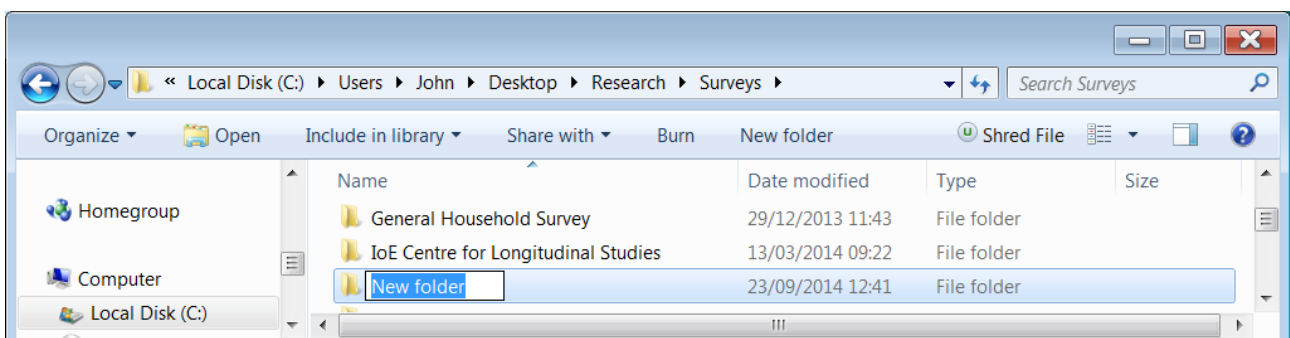 « Local Disk (C:) ▸ Users ▸ John ▸ Desktop ▸ Research ▸ Surveys ▸ Search Surveys
Organize Open Include in library Share with Burn New folder Shred File
Name Date modified Type Size
Homegroup
General Household Survey 29/12/2013 11:43 File folder
IoE Centre for Longitudinal Studies 13/03/2014 09:22 File folder
Computer
New folder 23/09/2014 12:41 File folder
Local Disk (C:)